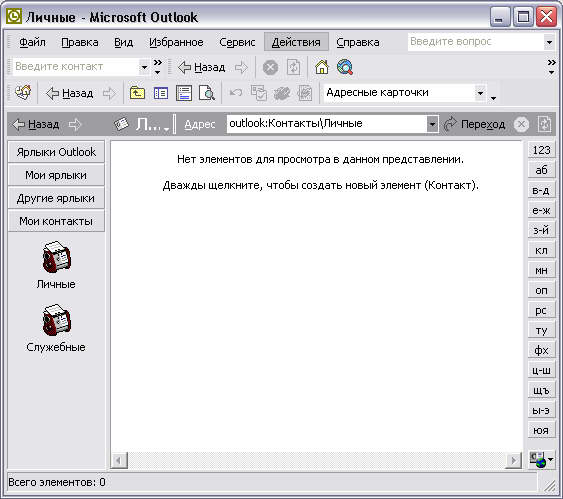 Личные - Microsoft Outlook
Файл Правка Вид Избранное Сервис Действия Справка Введите вопрос
Введите контакт Назад
Назад Адресные карточки
Назад Л... Адрес outlook:Контакты\Личные Переход
Ярлыки Outlook
Мои ярлыки
Другие ярлыки
Мои контакты
Личные
Служебные
Нет элементов для просмотра в данном представлении.
Дважды щелкните, чтобы создать новый элемент (Контакт).
123
аб
в-д
е-ж
з-й
кл
мн
оп
рс
ту
фх
ц-ш
щъ
ы-э
юя
Всего элементов: 0